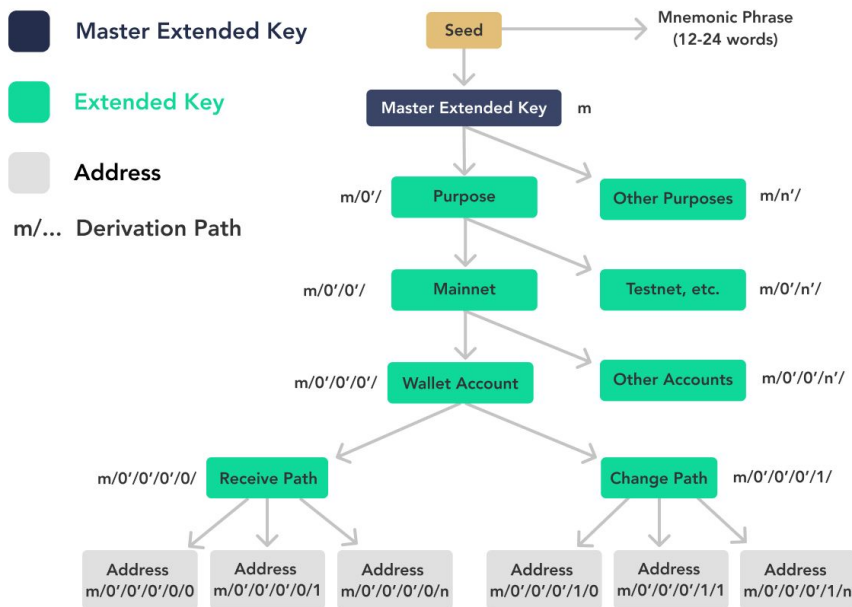 Master Extended Key
Extended Key
Address
m/... Derivation Path
Seed
Mnemonic Phrase
(12-24 words)
Master Extended Key
m
m/0’/
Purpose
Other Purposes
m/n’/
m/0’/0’/
Mainnet
Testnet, etc.
m/0’/n’/
m/0’/0’/0’/
Wallet Account
Other Accounts
m/0’/0’/n’/
m/0’/0’/0’/0/
Receive Path
Change Path
m/0’/0’/0’/1/
Address
m/0’/0’/0’/0/0
Address
m/0’/0’/0’/0/1
Address
m/0’/0’/0’/0/n
Address
m/0’/0’/0’/1/0
Address
m/0’/0’/0’/1/1
Address
m/0’/0’/0’/1/n